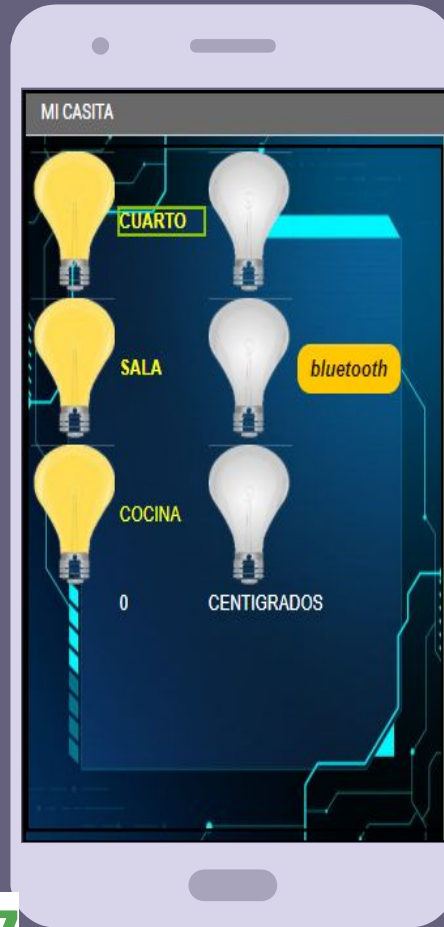 MI CASITA
CUARTO
SALA
bluetooth
COCINA
0 CENTIGRADOS